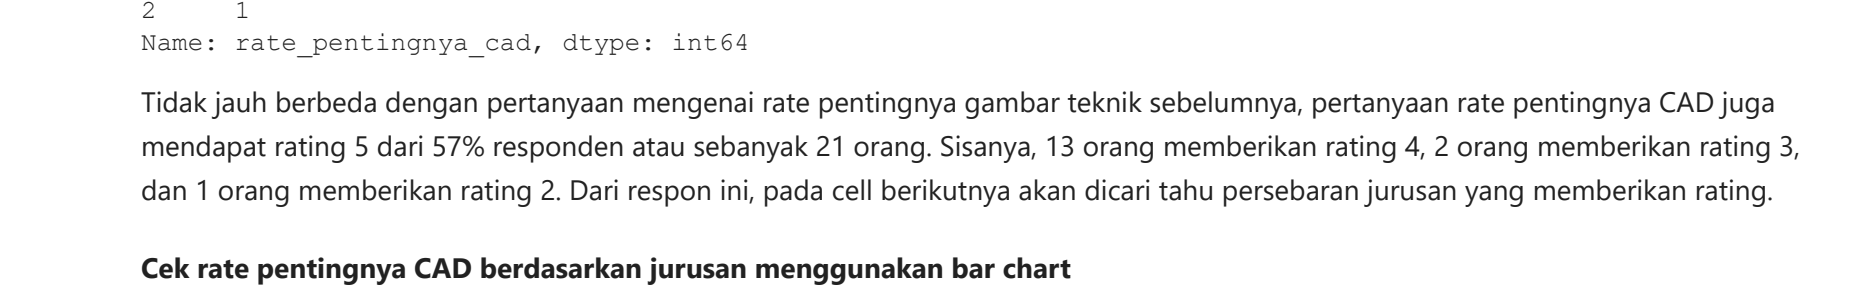 2     1
Name: rate_pentingnya_cad, dtype: int64
Tidak jauh berbeda dengan pertanyaan mengenai rate pentingnya gambar teknik sebelumnya, pertanyaan rate pentingnya CAD juga
mendapat rating 5 dari 57% responden atau sebanyak 21 orang. Sisanya, 13 orang memberikan rating 4, 2 orang memberikan rating 3,
dan 1 orang memberikan rating 2. Dari respon ini, pada cell berikutnya akan dicari tahu persebaran jurusan yang memberikan rating.
Cek rate pentingnya CAD berdasarkan jurusan menggunakan bar chart